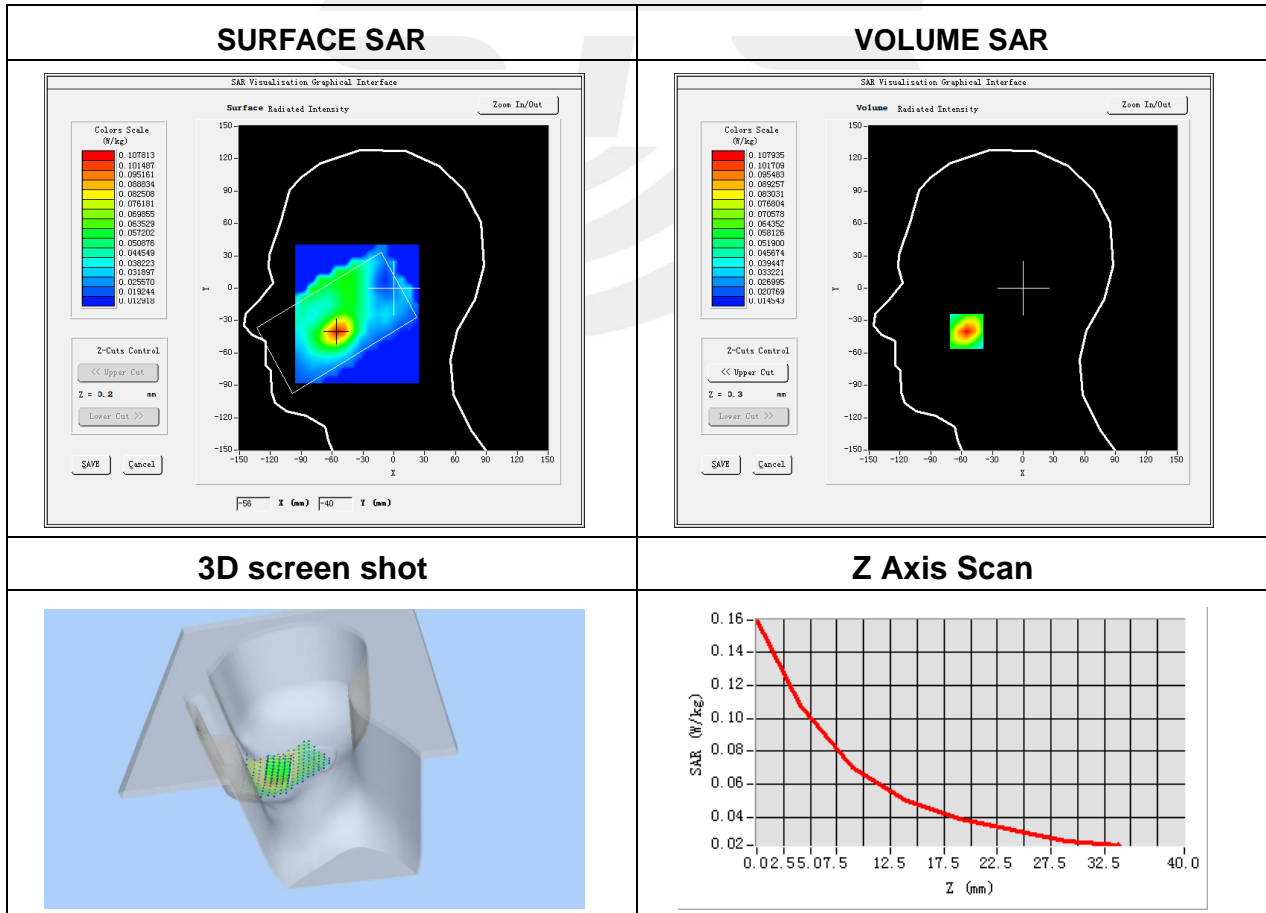 SURFACE SAR
SAR Visualisation Graphical Interface
Surface Radiated Intensity
Zoom In/Out
Colors Scale
(W/kg)
0.107813
0.101487
0.095161
0.088834
0.082508
0.076181
0.069855
0.063529
0.057202
0.050876
0.044549
0.038223
0.031897
0.025570
0.019244
0.012918
Z-Cuts Control
<< Upper Cut
Z = 0.2 mm
Lower Cut >>
SAVE Cancel
150
120
90
60
30
0
-30
-60
-90
-120
-150
Y
-150 -120 -90 -60 -30 0 30 60 90 120 150
X
-56 X (mm) -40 Y (mm)
VOLUME SAR
SAR Visualisation Graphical Interface
Volume Radiated Intensity
Zoom In/Out
Colors Scale
(W/kg)
0.107935
0.101709
0.095483
0.089257
0.083031
0.076804
0.070578
0.064352
0.058126
0.051900
0.045674
0.039447
0.033221
0.026995
0.020769
0.014543
Z-Cuts Control
<< Upper Cut
Z = 0.3 mm
Lower Cut >>
SAVE Cancel
150
120
90
60
30
0
-30
-60
-90
-120
-150
Y
-150 -120 -90 -60 -30 0 30 60 90 120 150
X
3D screen shot
Z Axis Scan
0.16
0.14
0.12
0.10
0.08
0.06
0.04
0.02
SAR (W/kg)
0.0 2.5 5.0 7.5 12.5 17.5 22.5 27.5 32.5 40.0
Z (mm)